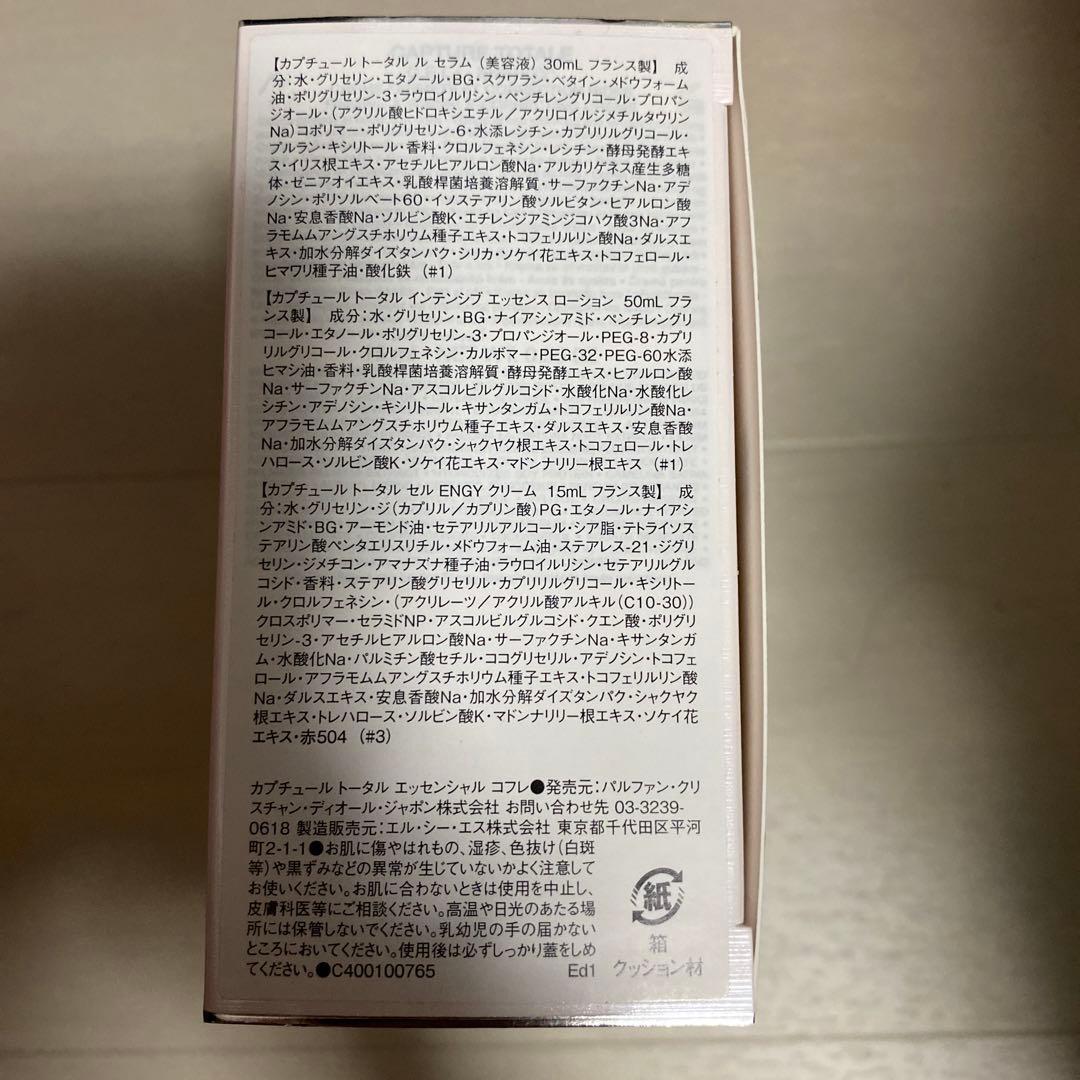 【カプチュール トータル ル セラム (美容液) 30mL フランス製】 成
分：水・グリセリン・エタノール・BG・スクワラン・ベタイン・メドウフォーム
油・ポリグリセリン-3・ラウロイルリシン・ペンチレングリコール・プロパン
ジオール・(アクリル酸ヒドロキシエチル／アクリロイルジメチルタウリン
Na)コポリマー・ポリグリセリン-6・水添レシチン・カプリリルグリコール・
プルラン・キシリトール・香料・クロルフェネシン・レシチン・酵母発酵エキ
ス・イリス根エキス・アセチルヒアルロン酸Na・アルカリゲネス産生多糖
体・ゼニアオイエキス・乳酸桿菌培養溶解質・サーファクチンNa・アデ
ノシン・ポリソルベート60・イソステアリン酸ソルビタン・ヒアルロン酸
Na・安息香酸Na・ソルビン酸K・エチレンジアミンジコハク酸3Na・アフ
ラモムムアングスチホリウム種子エキス・トコフェリルリン酸Na・ダルスエ
キス・加水分解ダイズタンパク・シリカ・ソケイ花エキス・トコフェロール・
ヒマワリ種子油・酸化鉄 (#1)
【カプチュール トータル インテンシブ エッセンス ローション 50mL フラ
ンス製】 成分：水・グリセリン・BG・ナイアシンアミド・ペンチレングリ
コール・エタノール・ポリグリセリン-3・プロパンジオール・PEG-8・カプリ
リルグリコール・クロルフェネシン・カルボマー・PEG-32・PEG-60水添
ヒマシ油・香料・乳酸桿菌培養溶解質・酵母発酵エキス・ヒアルロン酸
Na・サーファクチンNa・アスコルビルグルコシド・水酸化Na・水酸化レ
シチン・アデノシン・キシリトール・キサンタンガム・トコフェリルリン酸Na・
アフラモムムアングスチホリウム種子エキス・ダルスエキス・安息香酸
Na・加水分解ダイズタンパク・シャクヤク根エキス・トコフェロール・トレ
ハロース・ソルビン酸K・ソケイ花エキス・マドンナリリー根エキス (#1)
【カプチュール トータル セル ENGY クリーム 15mL フランス製】 成
分：水・グリセリン・ジ(カプリル／カプリン酸)PG・エタノール・ナイアシ
ンアミド・BG・アーモンド油・セテアリルアルコール・シア脂・テトライソス
テアリン酸ペンタエリスリチル・メドウフォーム油・ステアレス-21・ジグリ
セリン・ジメチコン・アマナズナ種子油・ラウロイルリシン・セテアリルグル
コシド・香料・ステアリン酸グリセリル・カプリリルグリコール・キシリトー
ル・クロルフェネシン・(アクリレーツ／アクリル酸アルキル(C10-30))
クロスポリマー・セラミドNP・アスコルビルグルコシド・クエン酸・ポリグリ
セリン-3・アセチルヒアルロン酸Na・サーファクチンNa・キサンタンガ
ム・水酸化Na・パルミチン酸セチル・ココグリセリル・アデノシン・トコフェ
ロール・アフラモムムアングスチホリウム種子エキス・トコフェリルリン酸
Na・ダルスエキス・安息香酸Na・加水分解ダイズタンパク・シャクヤク
根エキス・トレハロース・ソルビン酸K・マドンナリリー根エキス・ソケイ花
エキス・赤504 (#3)
カプチュール トータル エッセンシャル コフレ●発売元：パルファン・クリ
スチャン・ディオール・ジャポン株式会社 お問い合わせ先 03-3239-
0618 製造販売元：エル・シー・エス株式会社 東京都千代田区平河
町2-1-1●お肌に傷やはれもの、湿疹、色抜け(白斑
等)や黒ずみなどの異常が生じていないかよく注意して
お使いください。お肌に合わないときは使用を中止し、
皮膚科医等にご相談ください。高温や日光のあたる場
所には保管しないでください。乳幼児の手の届かない
ところにおいてください。使用後は必ずしっかり蓋をしめ
てください。●C400100765 Ed1
紙
箱
クッション材